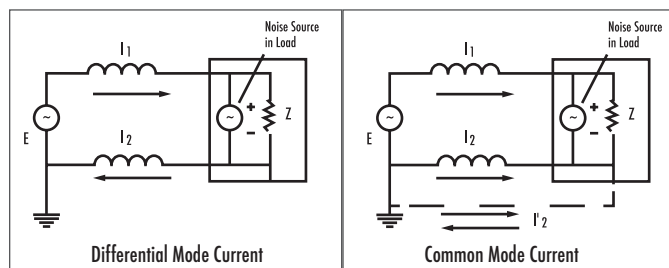 Noise Source
in Load
I1
~
+
−
Z
~
E
I2
Differential Mode Current
Noise Source
in Load
I1
~
+
−
Z
~
E
I2
I'2
Common Mode Current